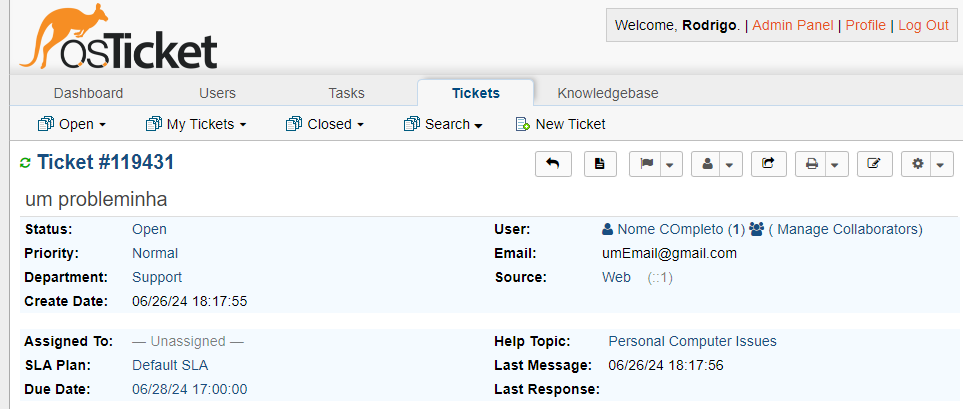 osTicket
Welcome, Rodrigo. | Admin Panel | Profile | Log Out
Dashboard Users Tasks Tickets Knowledgebase
Open My Tickets Closed Search New Ticket
Ticket #119431
um probleminha
Status: Open User: Nome COmpleto (1) ( Manage Collaborators)
Priority: Normal Email: umEmail@gmail.com
Department: Support Source: Web (::1)
Create Date: 06/26/24 18:17:55
Assigned To: — Unassigned — Help Topic: Personal Computer Issues
SLA Plan: Default SLA Last Message: 06/26/24 18:17:56
Due Date: 06/28/24 17:00:00 Last Response: